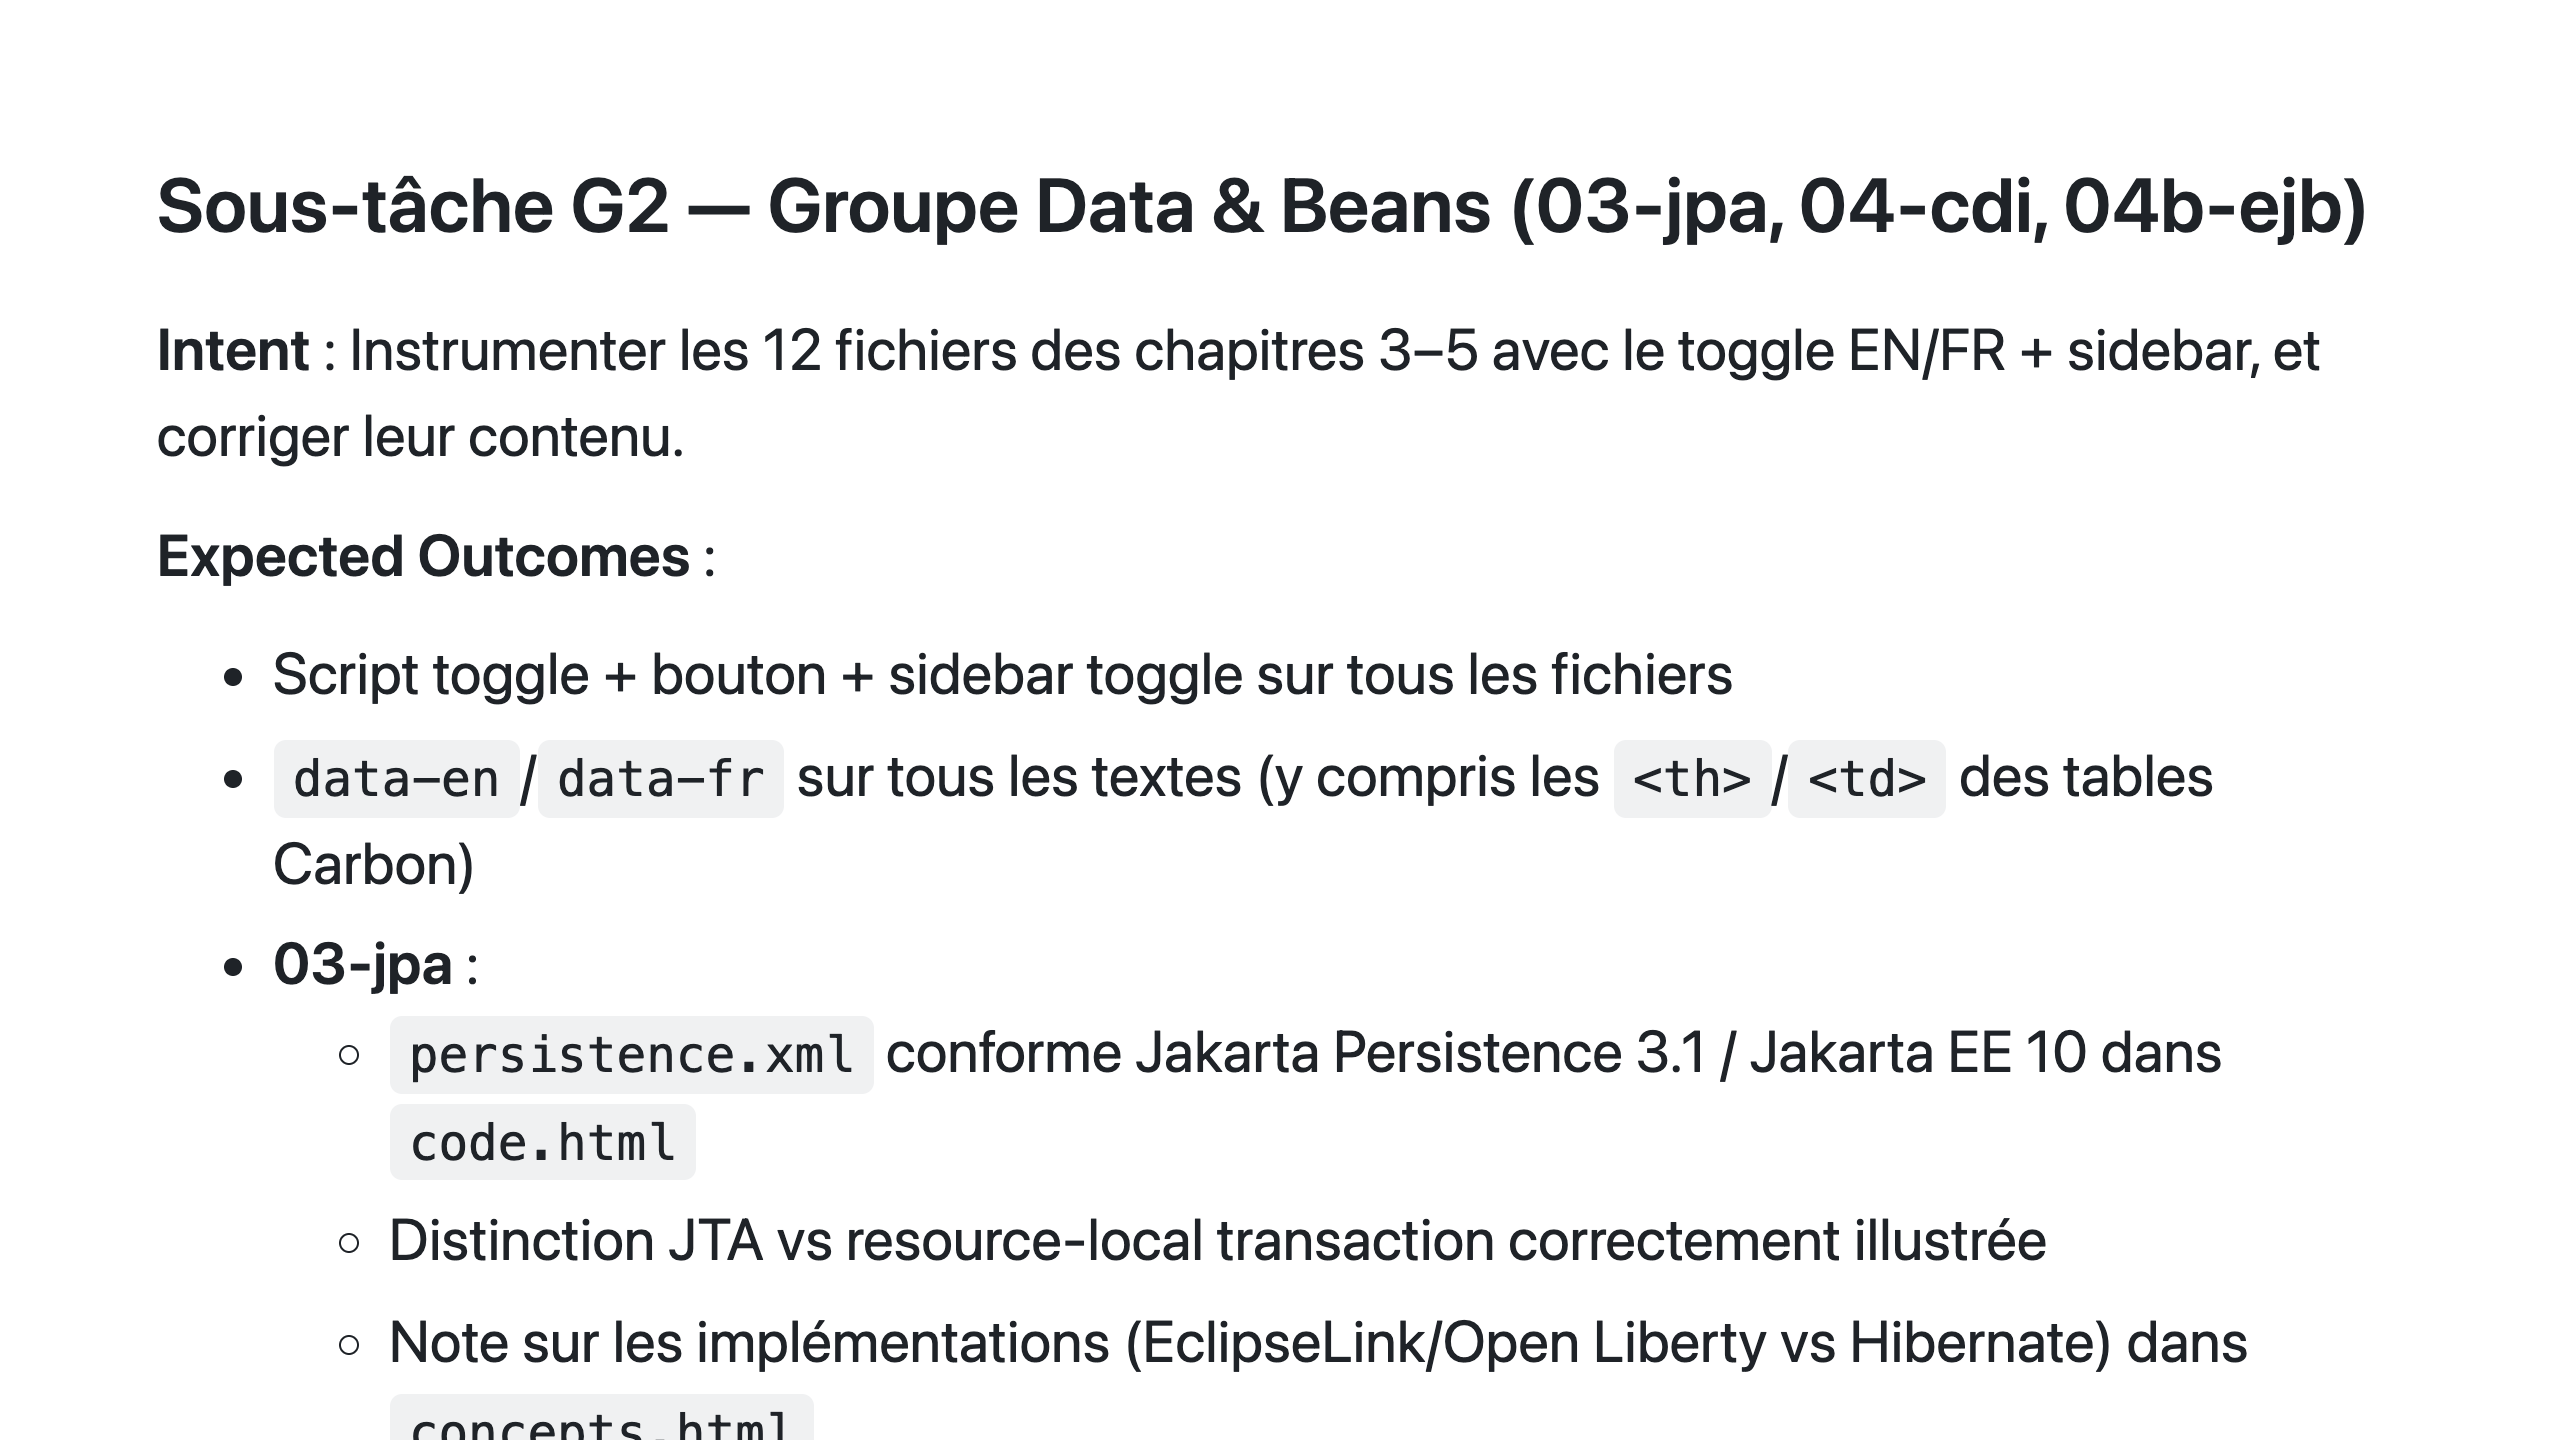 Sous-tâche G2 — Groupe Data & Beans (03-jpa, 04-cdi, 04b-ejb)
Intent : Instrumenter les 12 fichiers des chapitres 3–5 avec le toggle EN/FR + sidebar, et
corriger leur contenu.
Expected Outcomes :
• Script toggle + bouton + sidebar toggle sur tous les fichiers
• data-en/data-fr sur tous les textes (y compris les <th>/<td> des tables
Carbon)
• 03-jpa :
○ persistence.xml conforme Jakarta Persistence 3.1 / Jakarta EE 10 dans
code.html
○ Distinction JTA vs resource-local transaction correctement illustrée
○ Note sur les implémentations (EclipseLink/Open Liberty vs Hibernate) dans
concepts.html